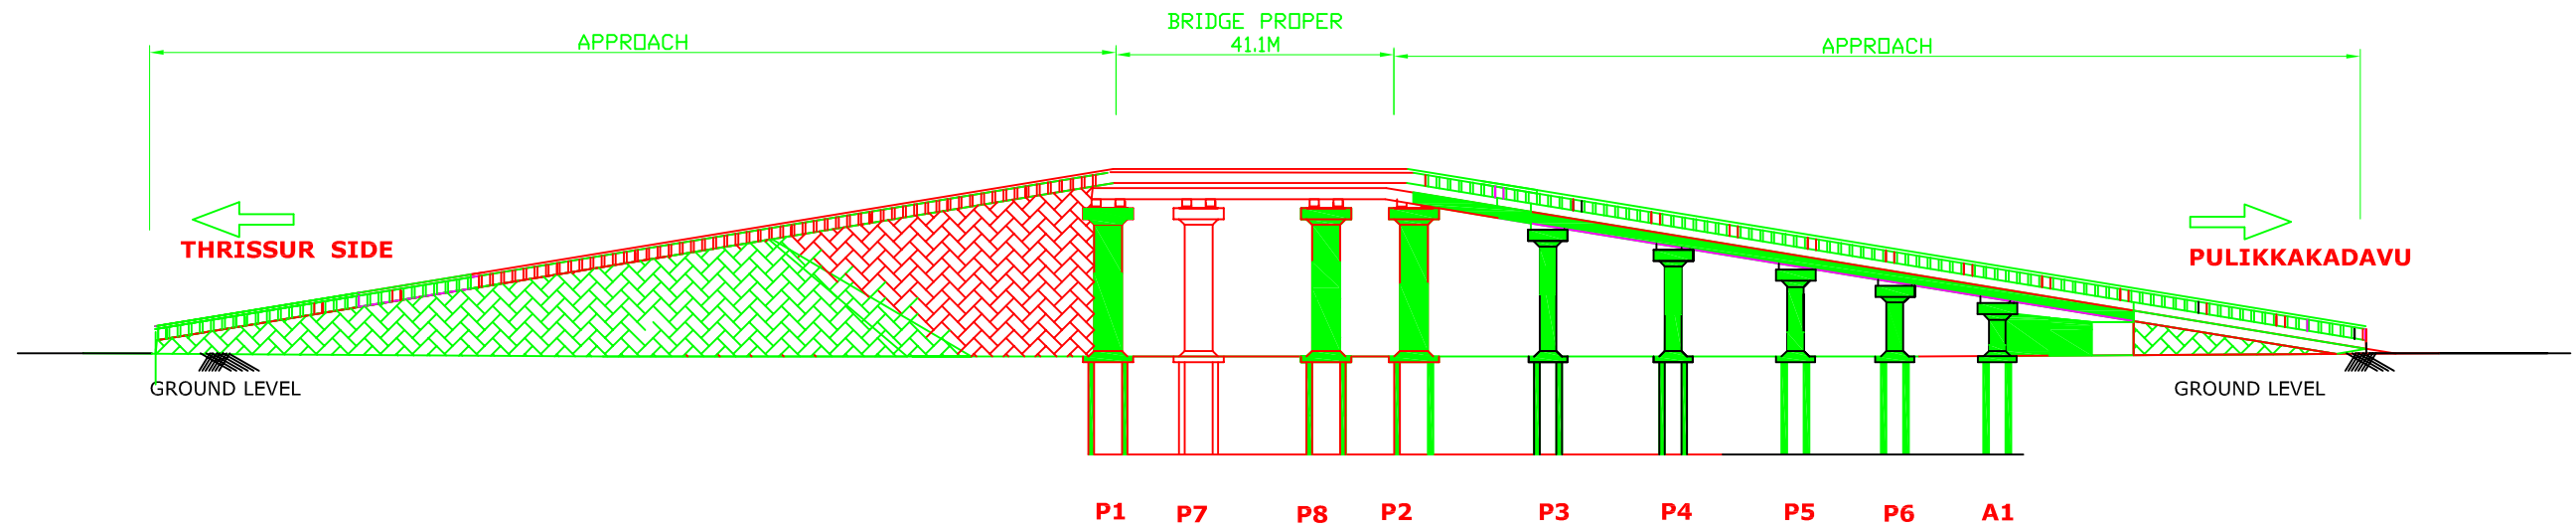 BRIDGE PROPER
APPROACH
41.1M
APPROACH
THRISSUR SIDE
PULIKKAKADAVU
GROUND LEVEL
GROUND LEVEL
P1 P7 P8 P2 P3 P4 P5 P6 A1